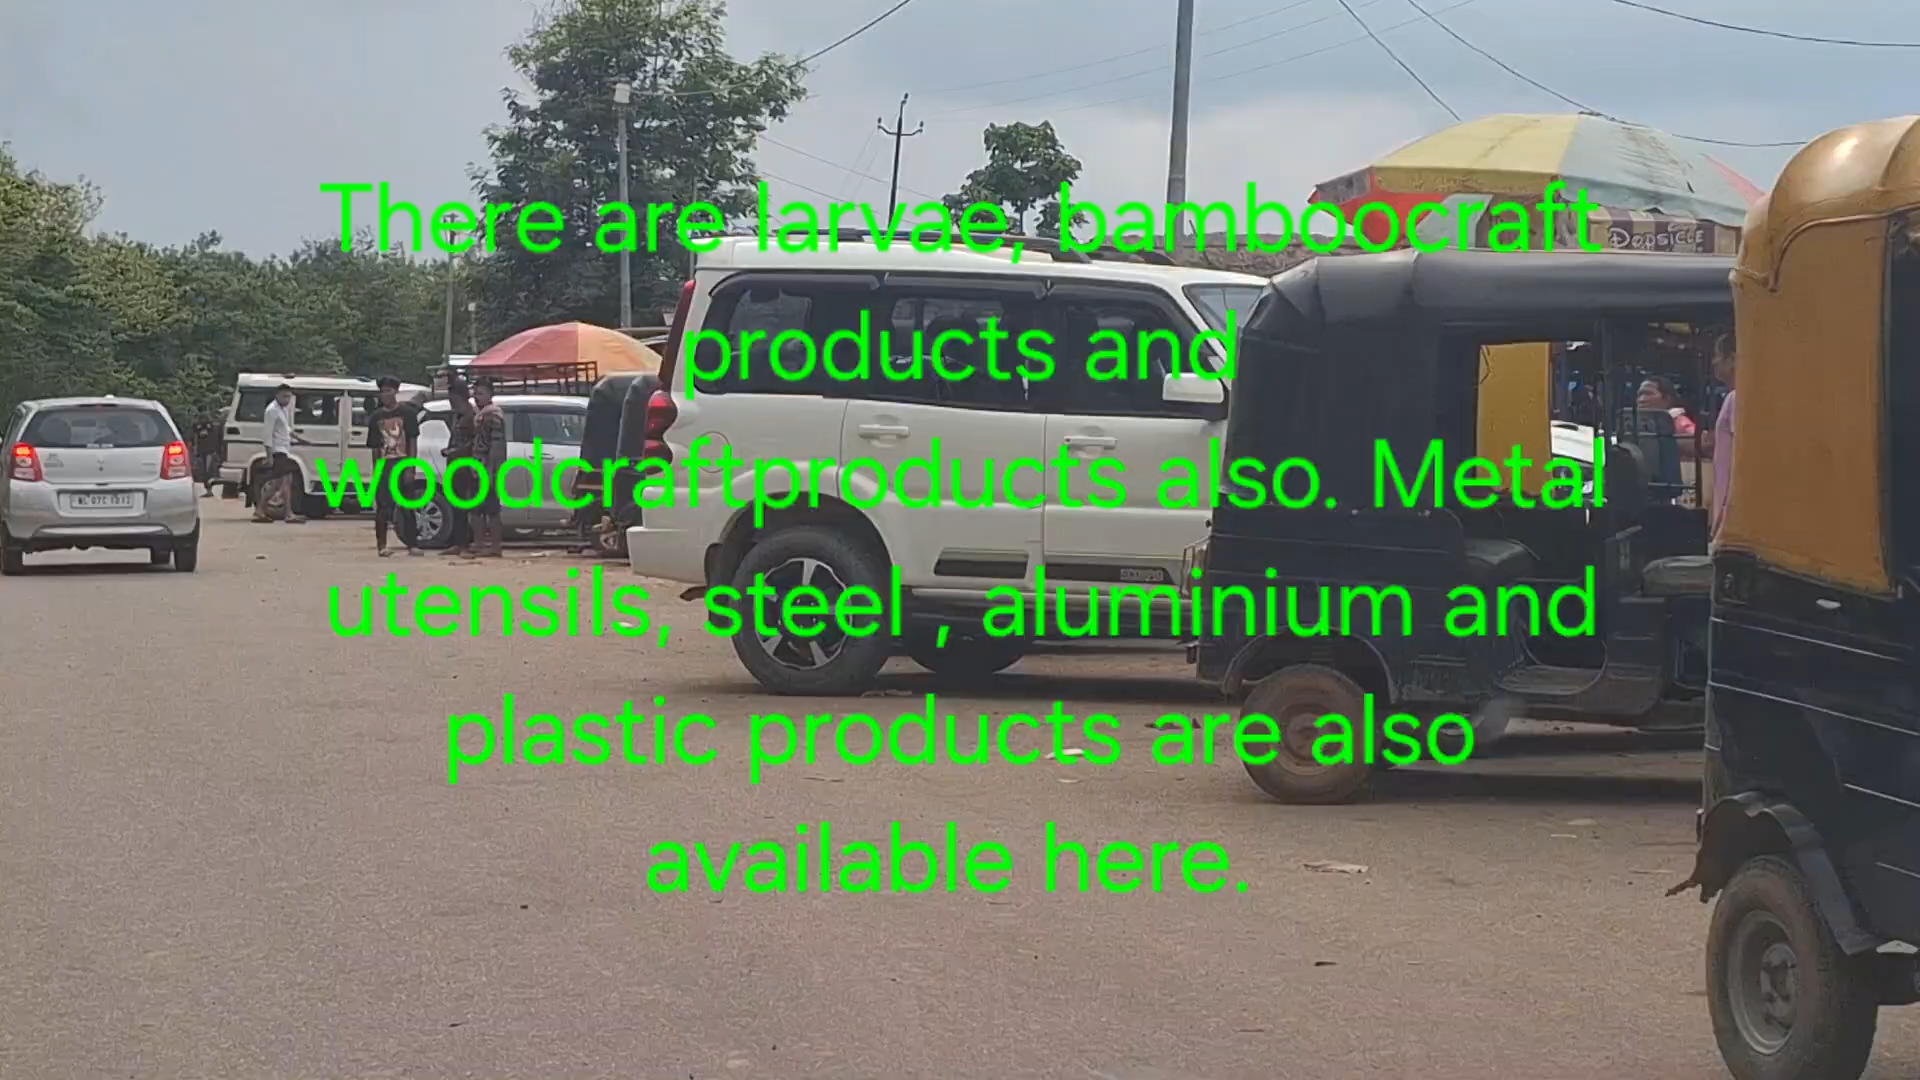 There are larvae, bamboocraft
products and
woodcraftproducts also. Metal
utensils, steel , aluminium and
plastic products are also
available here.
POPSICLE